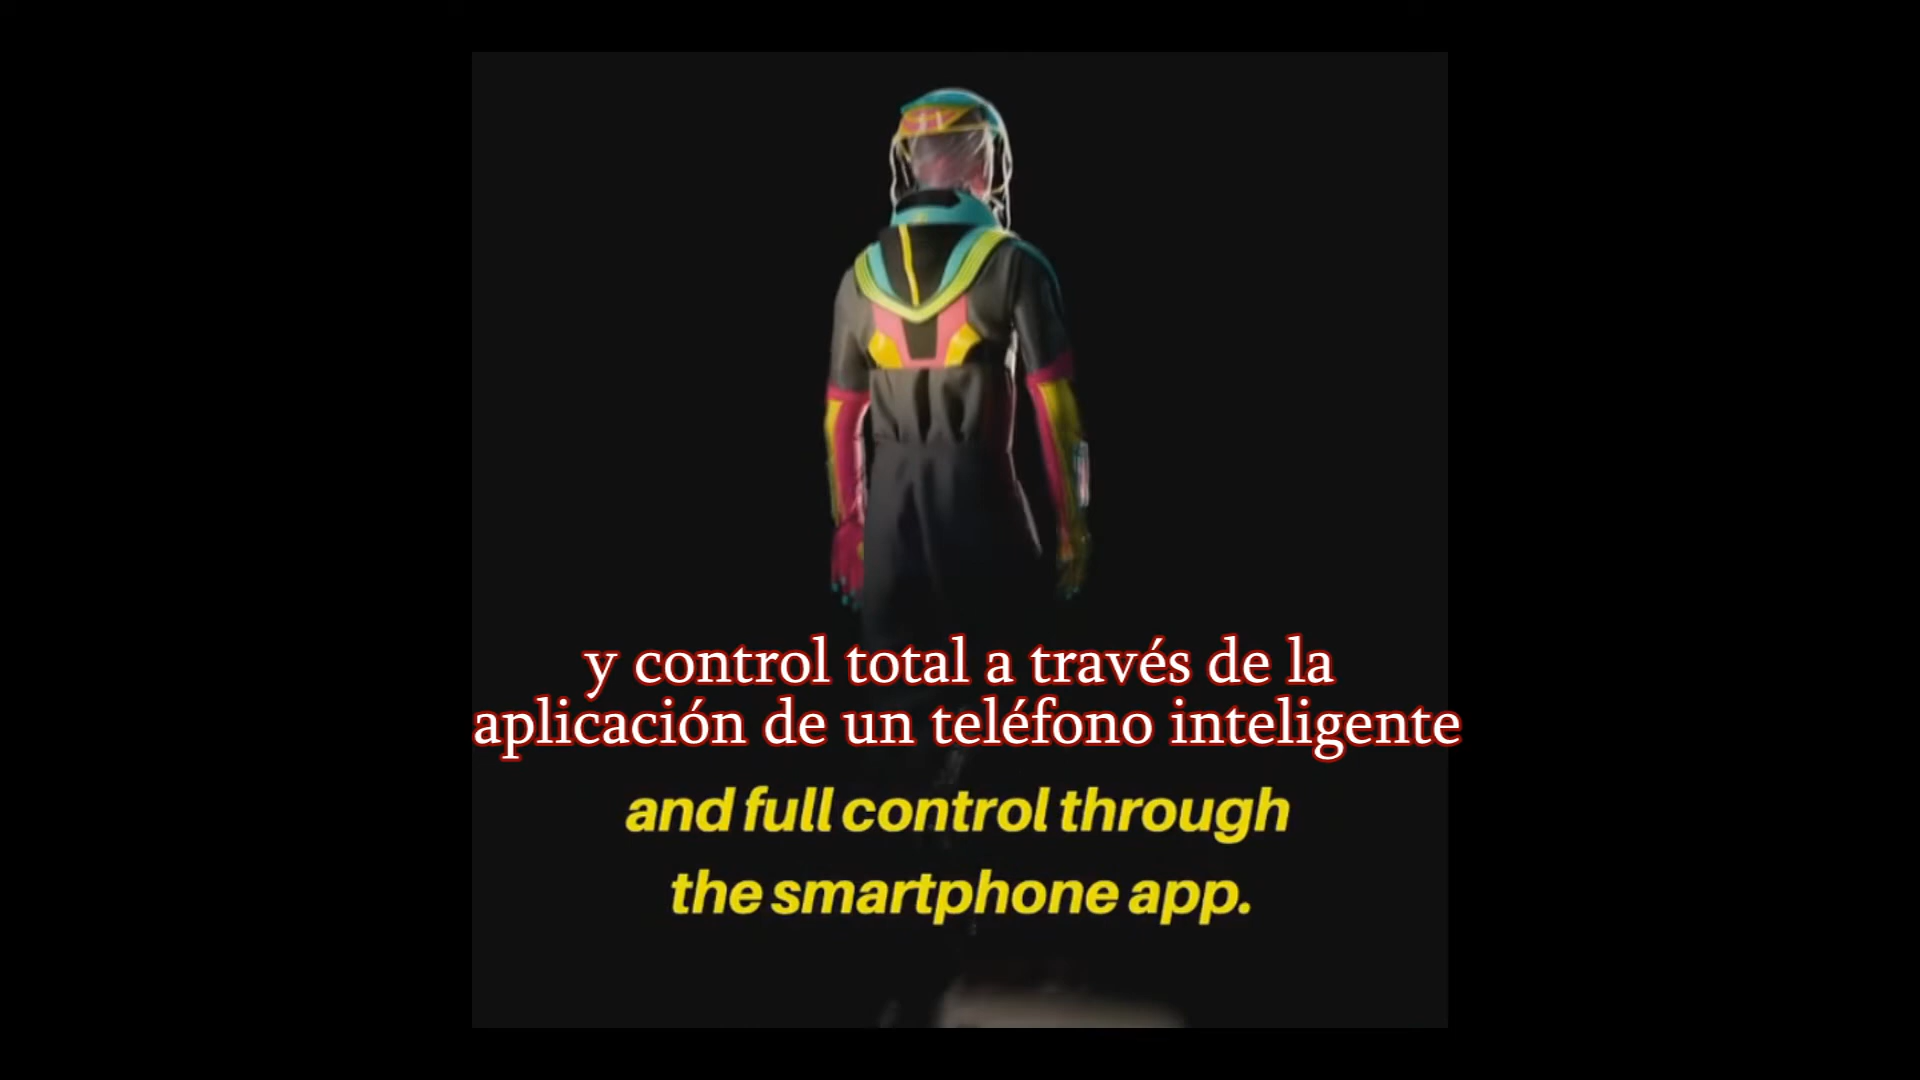 y control total a través de la
aplicación de un teléfono inteligente
and full control through
the smartphone app.